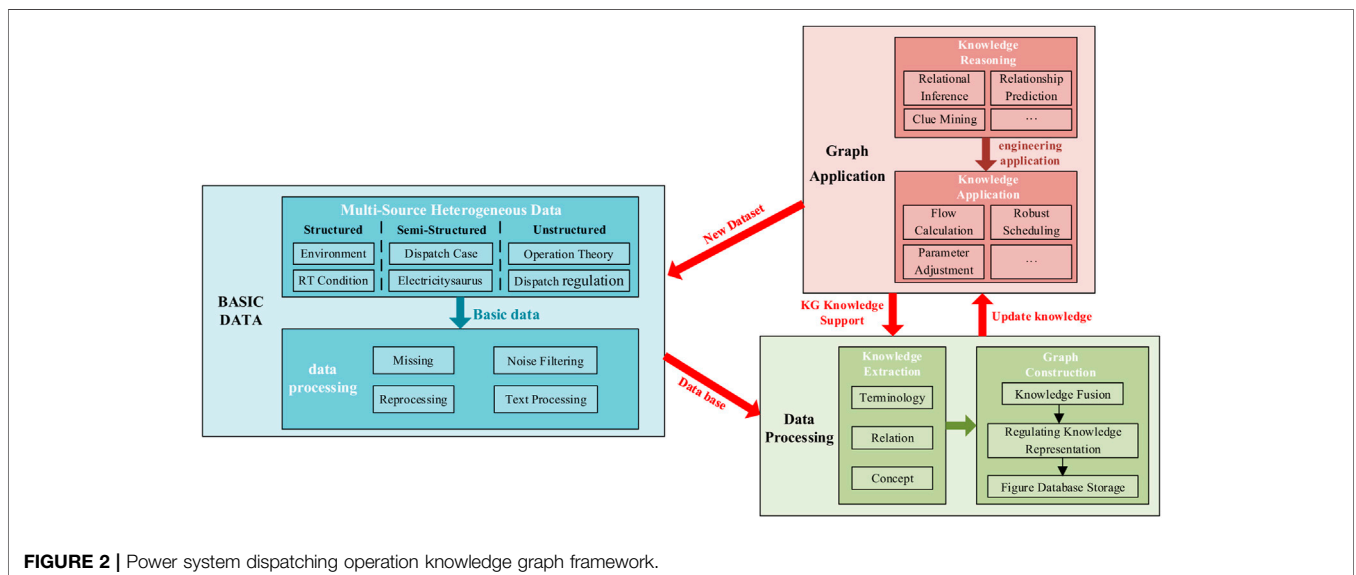 Knowledge
Reasoning
Relational
Inference
Relationship
Prediction
Clue Mining
...
engineering
application
Graph
Application
Knowledge
Application
Flow
Calculation
Robust
Scheduling
Parameter
Adjustment
...
New Dataset
Multi-Source Heterogeneous Data
Structured
Semi-Structured
Unstructured
Environment
Dispatch Case
Operation Theory
RT Condition
Electricitysaurus
Dispatch regulation
BASIC
DATA
Basic data
data
processing
Missing
Noise Filtering
Reprocessing
Text Processing
Data base
KG Knowledge
Support
Update knowledge
Data
Processing
Knowledge
Extraction
Terminology
Relation
Concept
Graph
Construction
Knowledge Fusion
Regulating Knowledge
Representation
Figure Database Storage
FIGURE 2 | Power system dispatching operation knowledge graph framework.